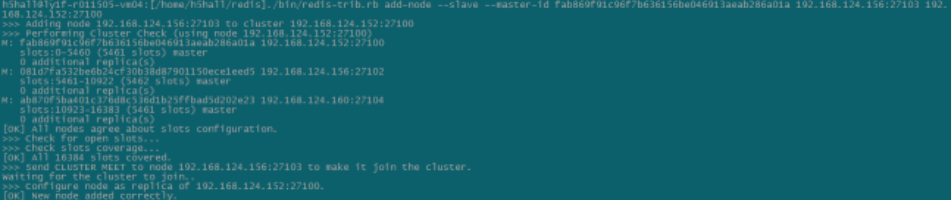 h5hall@ly1f-r011505-vm04:[/home/h5hall/redis]./bin/redis-trib.rb add-node --slave --master-id fab869f91c96f7b636156be046913aeab286a01a 192.168.124.156:27103 192.
168.124.152:27100
>>> Adding node 192.168.124.156:27103 to cluster 192.168.124.152:27100
>>> Performing Cluster Check (using node 192.168.124.152:27100)
M: fab869f91c96f7b636156be046913aeab286a01a 192.168.124.152:27100
slots:0-5460 (5461 slots) master
0 additional replica(s)
M: 081d7fa532be6b24cf30b38d87901150ece1eed5 192.168.124.156:27102
slots:5461-10922 (5462 slots) master
0 additional replica(s)
M: ab870f5ba401c376d8c536d1b25ffbad5d202e23 192.168.124.160:27104
slots:10923-16383 (5461 slots) master
0 additional replica(s)
[OK] All nodes agree about slots configuration.
>>> Check for open slots...
>>> Check slots coverage...
[OK] All 16384 slots covered.
>>> Send CLUSTER MEET to node 192.168.124.156:27103 to make it join the cluster.
Waiting for the cluster to join..
>>> Configure node as replica of 192.168.124.152:27100.
[OK] New node added correctly.